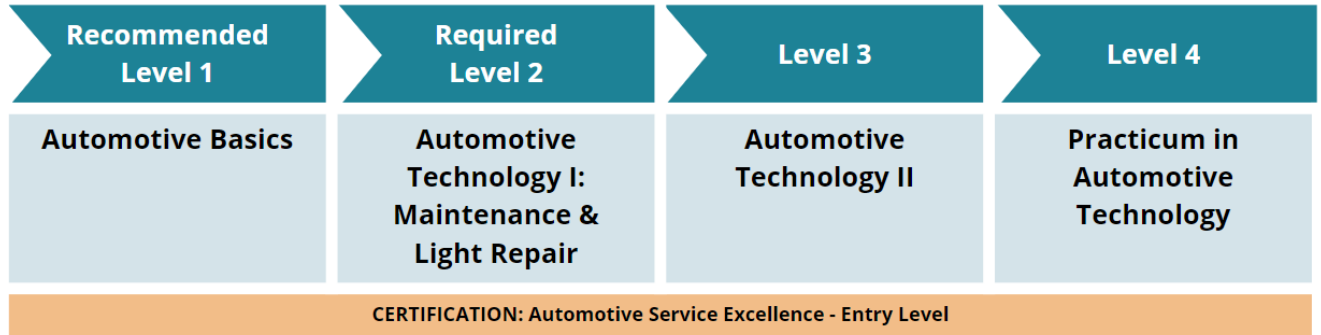 Recommended
Level 1
Required
Level 2
Level 3
Level 4
Automotive Basics
Automotive
Technology I:
Maintenance &
Light Repair
Automotive
Technology II
Practicum in
Automotive
Technology
CERTIFICATION: Automotive Service Excellence - Entry Level